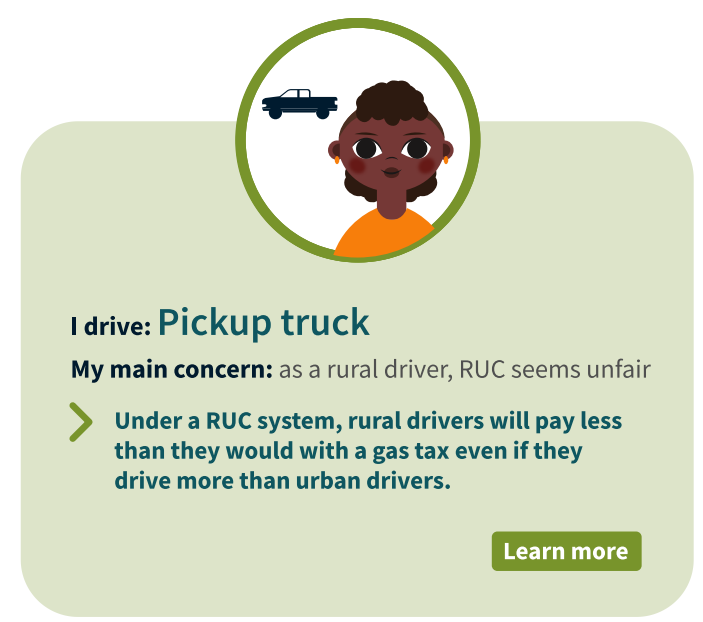 I drive: Pickup truck
My main concern: as a rural driver, RUC seems unfair
Under a RUC system, rural drivers will pay less
than they would with a gas tax even if they
drive more than urban drivers.
Learn more